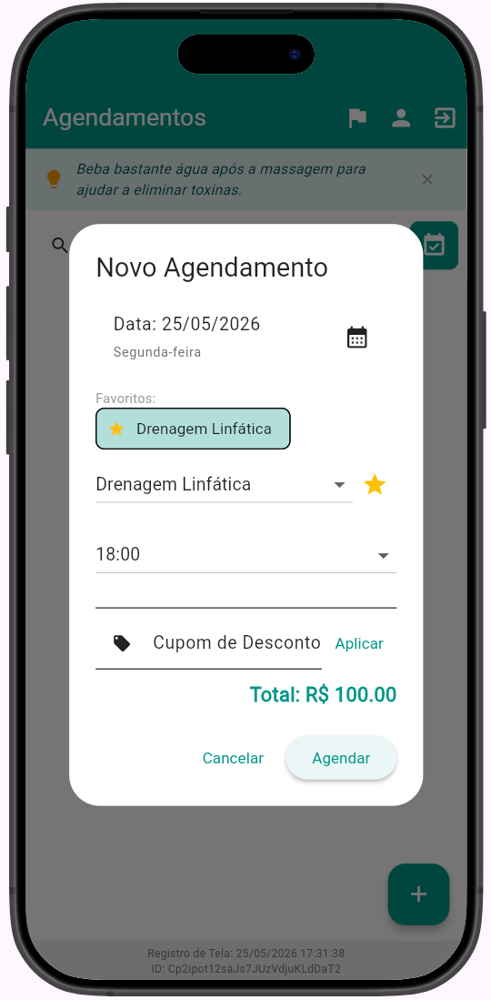 Agendamentos
Beba bastante água após a massagem para
ajudar a eliminar toxinas.
Novo Agendamento
Data: 25/05/2026
Segunda-feira
Favoritos:
Drenagem Linfática
Drenagem Linfática
18:00
Cupom de Desconto
Aplicar
Total: R$ 100.00
Cancelar
Agendar
Registro de Tela: 25/05/2026 17:31:38
ID: Cp2ipot12saJs7JUzVdjuKLdDaT2